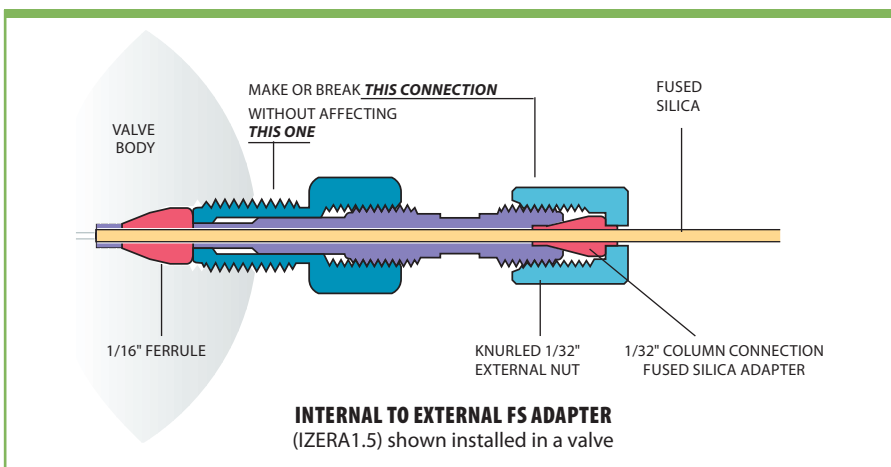 MAKE OR BREAK THIS CONNECTION
WITHOUT AFFECTING
THIS ONE
FUSED
SILICA
VALVE
BODY
1/16" FERRULE
KNURLED 1/32"
EXTERNAL NUT
1/32" COLUMN CONNECTION
FUSED SILICA ADAPTER
INTERNAL TO EXTERNAL FS ADAPTER
(IZERA1.5) shown installed in a valve